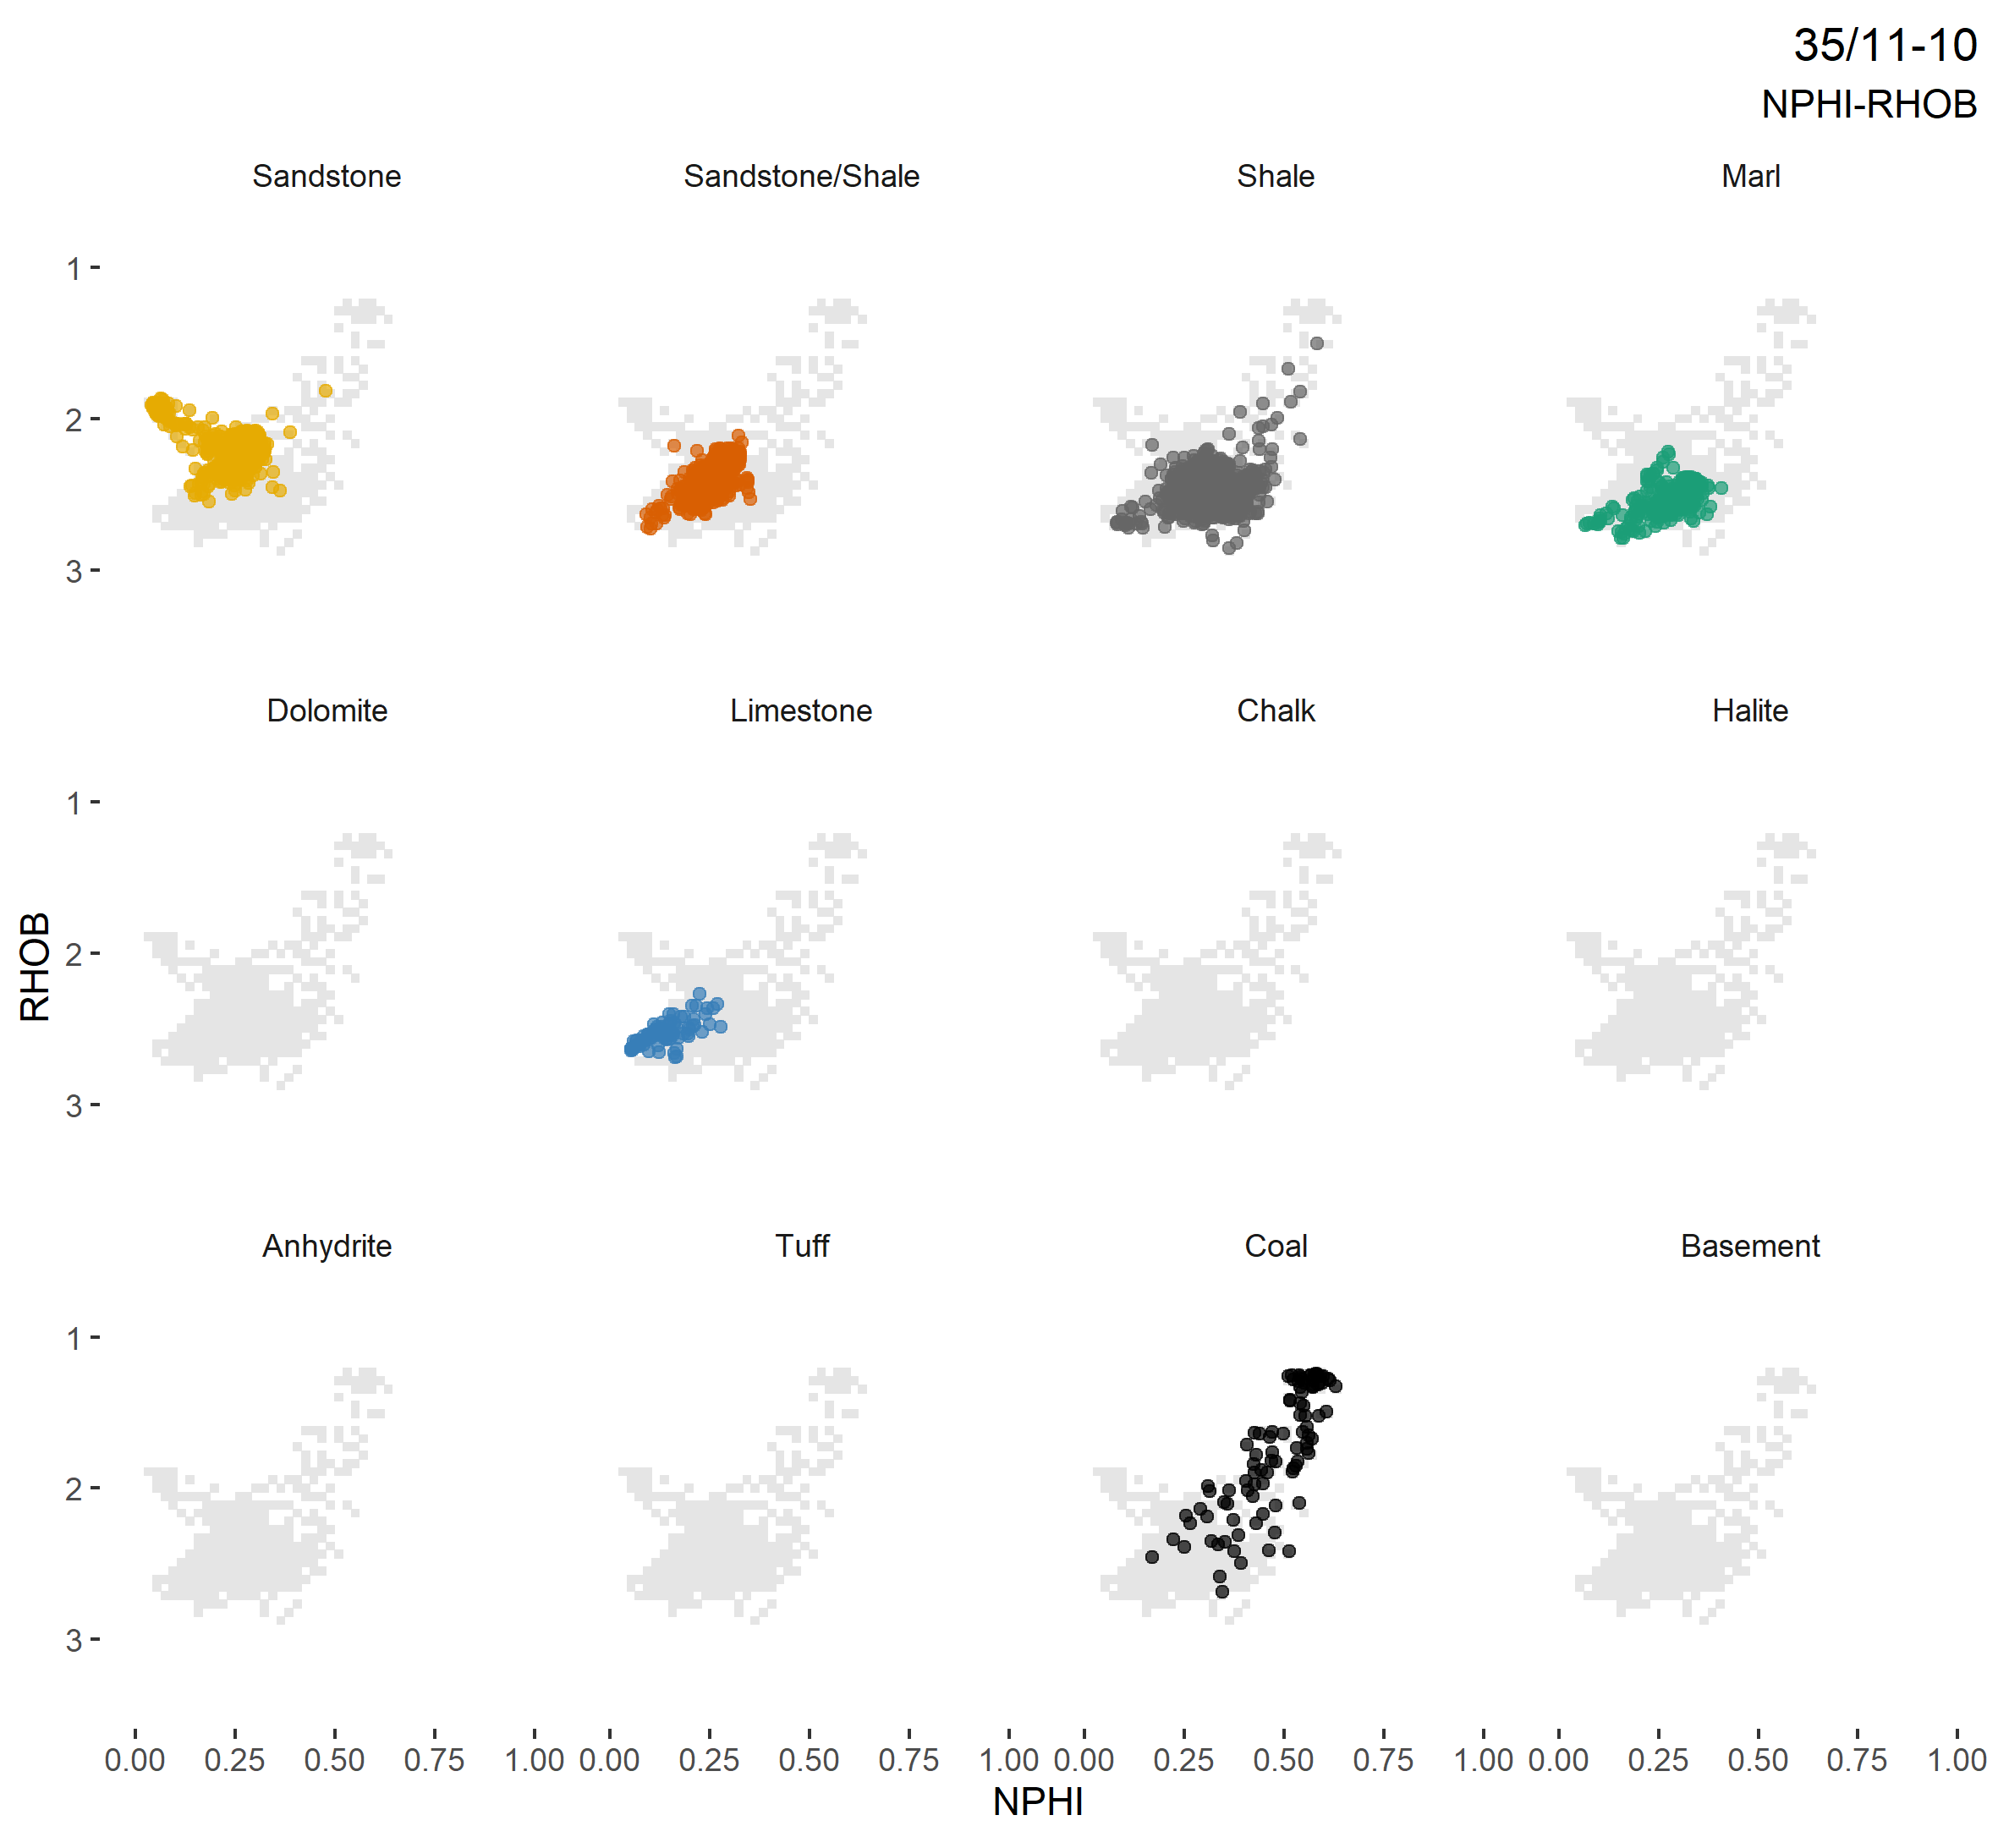 35/11-10
NPHI-RHOB
Sandstone Sandstone/Shale Shale Marl
1
2
3
Dolomite Limestone Chalk Halite
1
2
3
RHOB
Anhydrite Tuff Coal Basement
1
2
3
0.00 0.25 0.50 0.75 1.00 0.00 0.25 0.50 0.75 1.00 0.00 0.25 0.50 0.75 1.00 0.00 0.25 0.50 0.75 1.00
NPHI